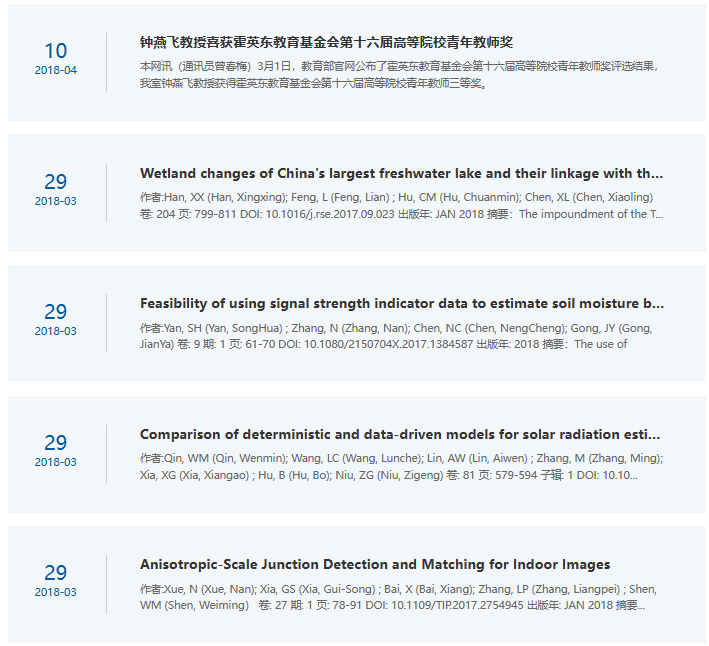 10
2018-04
钟燕飞教授喜获霍英东教育基金会第十六届高等院校青年教师奖
本网讯（通讯员曾春梅）3月1日，教育部官网公布了霍英东教育基金会第十六届高等院校青年教师奖评选结果，
我室钟燕飞教授获得霍英东教育基金会第十六届高等院校青年教师三等奖。
29
2018-03
Wetland changes of China's largest freshwater lake and their linkage with th...
作者:Han, XX (Han, Xingxing); Feng, L (Feng, Lian) ; Hu, CM (Hu, Chuanmin); Chen, XL (Chen, Xiaoling)
卷: 204 页: 799-811 DOI: 10.1016/j.rse.2017.09.023 出版年: JAN 2018 摘要：The impoundment of the T...
29
2018-03
Feasibility of using signal strength indicator data to estimate soil moisture b...
作者:Yan, SH (Yan, SongHua) ; Zhang, N (Zhang, Nan); Chen, NC (Chen, NengCheng); Gong, JY (Gong,
JianYa) 卷: 9 期: 1 页: 61-70 DOI: 10.1080/2150704X.2017.1384587 出版年: 2018 摘要：The use of
29
2018-03
Comparison of deterministic and data-driven models for solar radiation esti...
作者:Qin, WM (Qin, Wenmin); Wang, LC (Wang, Lunche); Lin, AW (Lin, Aiwen) ; Zhang, M (Zhang, Ming);
Xia, XG (Xia, Xiangao) ; Hu, B (Hu, Bo); Niu, ZG (Niu, Zigeng) 卷: 81 页: 579-594 子辑: 1 DOI: 10.10...
29
2018-03
Anisotropic-Scale Junction Detection and Matching for Indoor Images
作者:Xue, N (Xue, Nan); Xia, GS (Xia, Gui-Song) ; Bai, X (Bai, Xiang); Zhang, LP (Zhang, Liangpei) ; Shen,
WM (Shen, Weiming) 卷: 27 期: 1 页: 78-91 DOI: 10.1109/TIP.2017.2754945 出版年: JAN 2018 摘要...